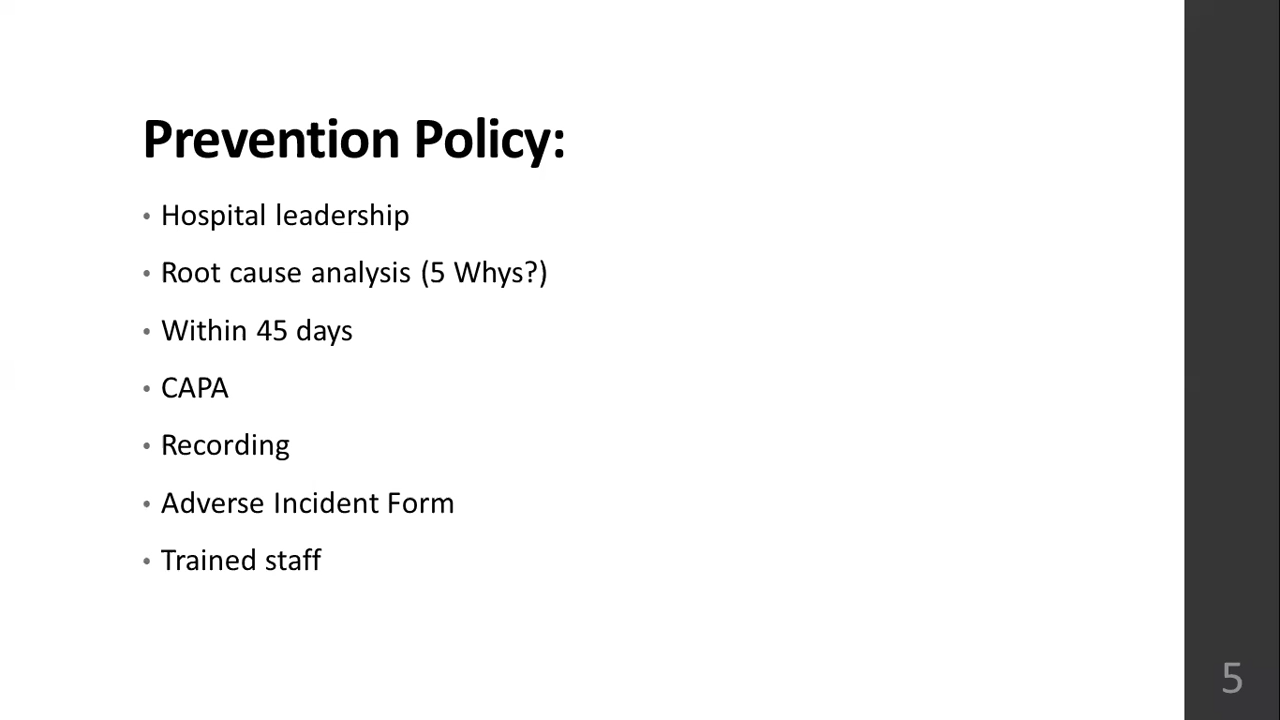 Prevention Policy:
• Hospital leadership
• Root cause analysis (5 Whys?)
• Within 45 days
• CAPA
• Recording
• Adverse Incident Form
• Trained staff
5